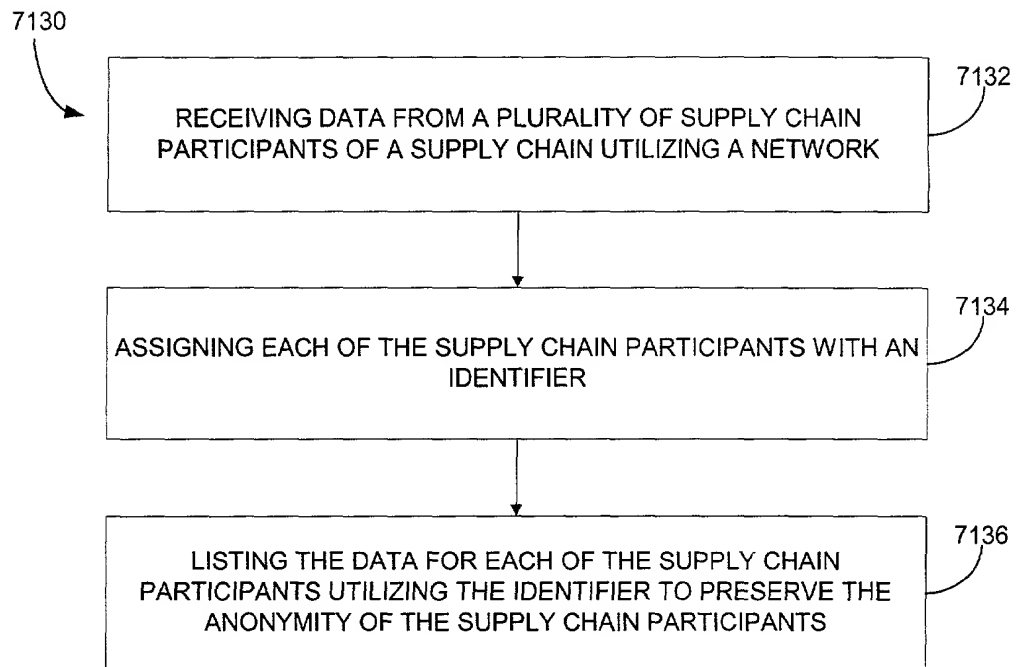 7130
7132
RECEIVING DATA FROM A PLURALITY OF SUPPLY CHAIN
PARTICIPANTS OF A SUPPLY CHAIN UTILIZING A NETWORK
7134
ASSIGNING EACH OF THE SUPPLY CHAIN PARTICIPANTS WITH AN
IDENTIFIER
7136
LISTING THE DATA FOR EACH OF THE SUPPLY CHAIN
PARTICIPANTS UTILIZING THE IDENTIFIER TO PRESERVE THE
ANONYMITY OF THE SUPPLY CHAIN PARTICIPANTS